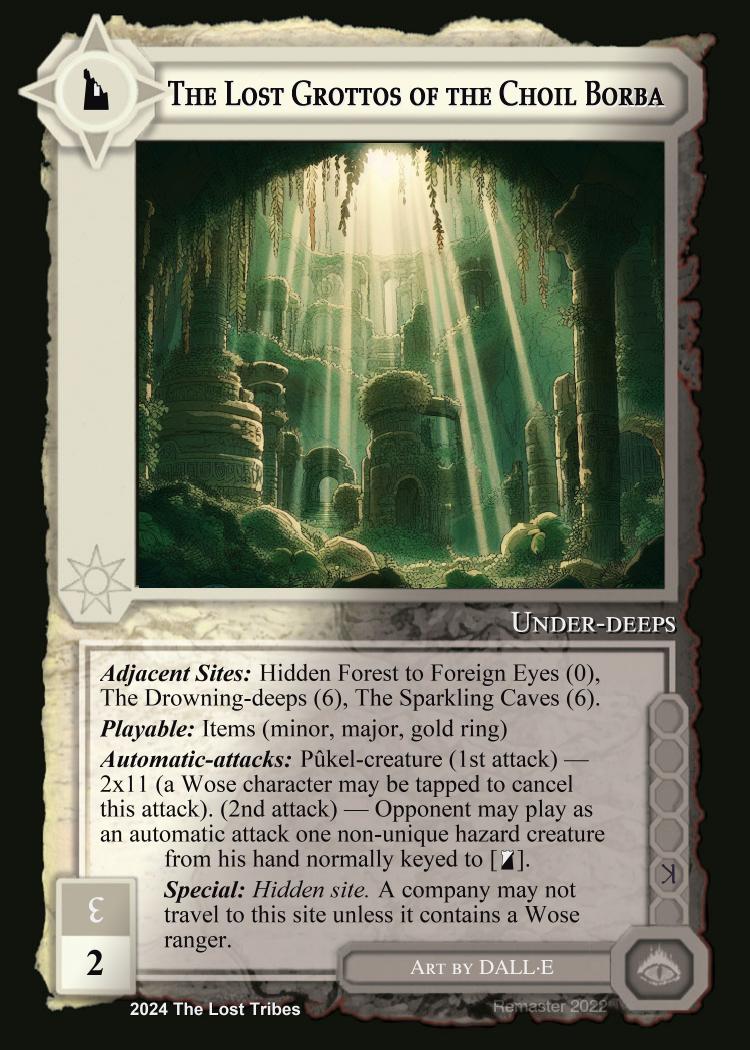 The Lost Grottos of the Choil Borba
Under-deeps
Adjacent Sites: Hidden Forest to Foreign Eyes (0),
The Drowning-deeps (6), The Sparkling Caves (6).
Playable: Items (minor, major, gold ring)
Automatic-attacks: Pûkel-creature (1st attack) —
2x11 (a Wose character may be tapped to cancel
this attack). (2nd attack) — Opponent may play as
an automatic attack one non-unique hazard creature
from his hand normally keyed to [ ].
Special: Hidden site. A company may not
travel to this site unless it contains a Wose
ranger.
2
Art by DALL·E
2024 The Lost Tribes
Remaster 2022